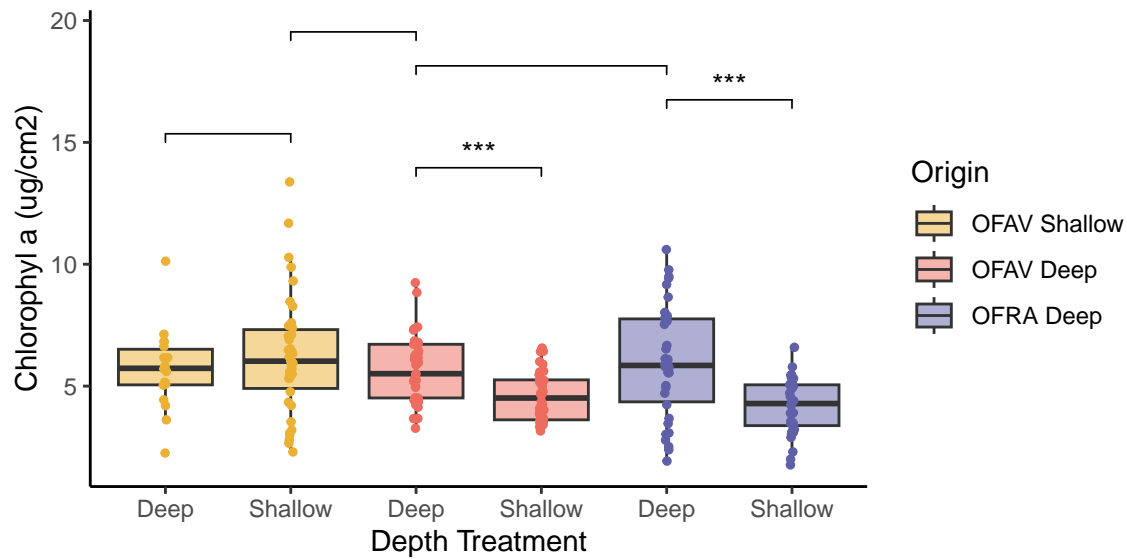 20
15
10
5
Chlorophyl a (ug/cm2)
***
***
Deep
Shallow
Deep
Shallow
Deep
Shallow
Depth Treatment
Origin
OFAV Shallow
OFAV Deep
OFRA Deep